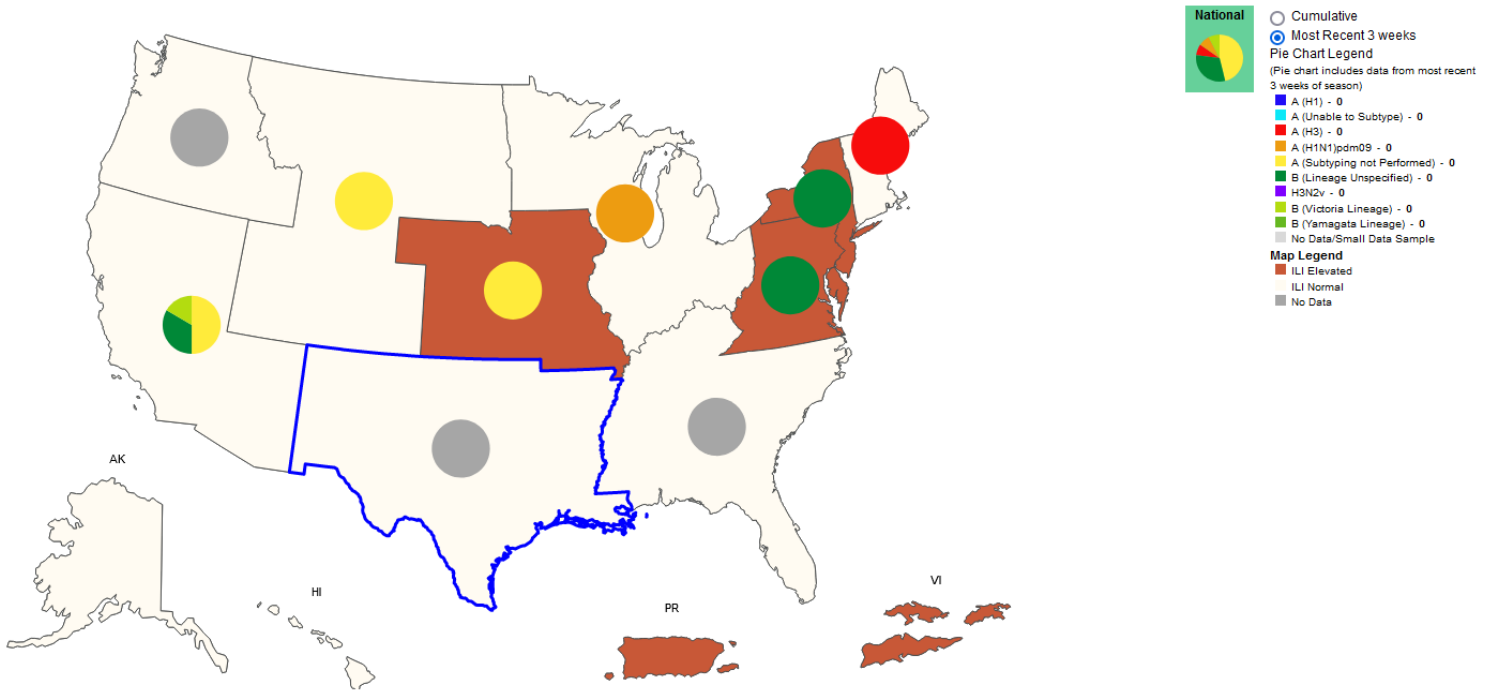 National
Cumulative
Most Recent 3 weeks
Pie Chart Legend
(Pie chart includes data from most recent
3 weeks of season)
A (H1) - 0
A (Unable to Subtype) - 0
A (H3) - 0
A (H1N1)pdm09 - 0
A (Subtyping not Performed) - 0
B (Lineage Unspecified) - 0
H3N2v - 0
B (Victoria Lineage) - 0
B (Yamagata Lineage) - 0
No Data/Small Data Sample
Map Legend
ILI Elevated
ILI Normal
No Data
AK
HI
PR
VI